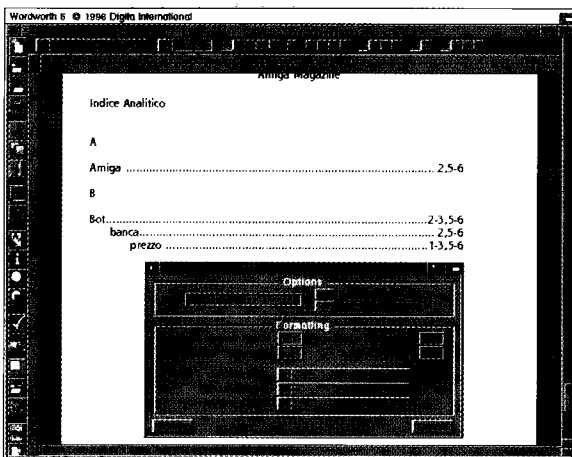 Wordworth 5 © 1996 Digita International
Amiga Magazine
Indice Analitico
A
Amiga ........................................................................................ 2,5-6
B
Bot..............................................................................................2-3,5-6
banca....................................................................................... 2,5-6
prezzo ..................................................................................1-3,5-6
Options
Formatting